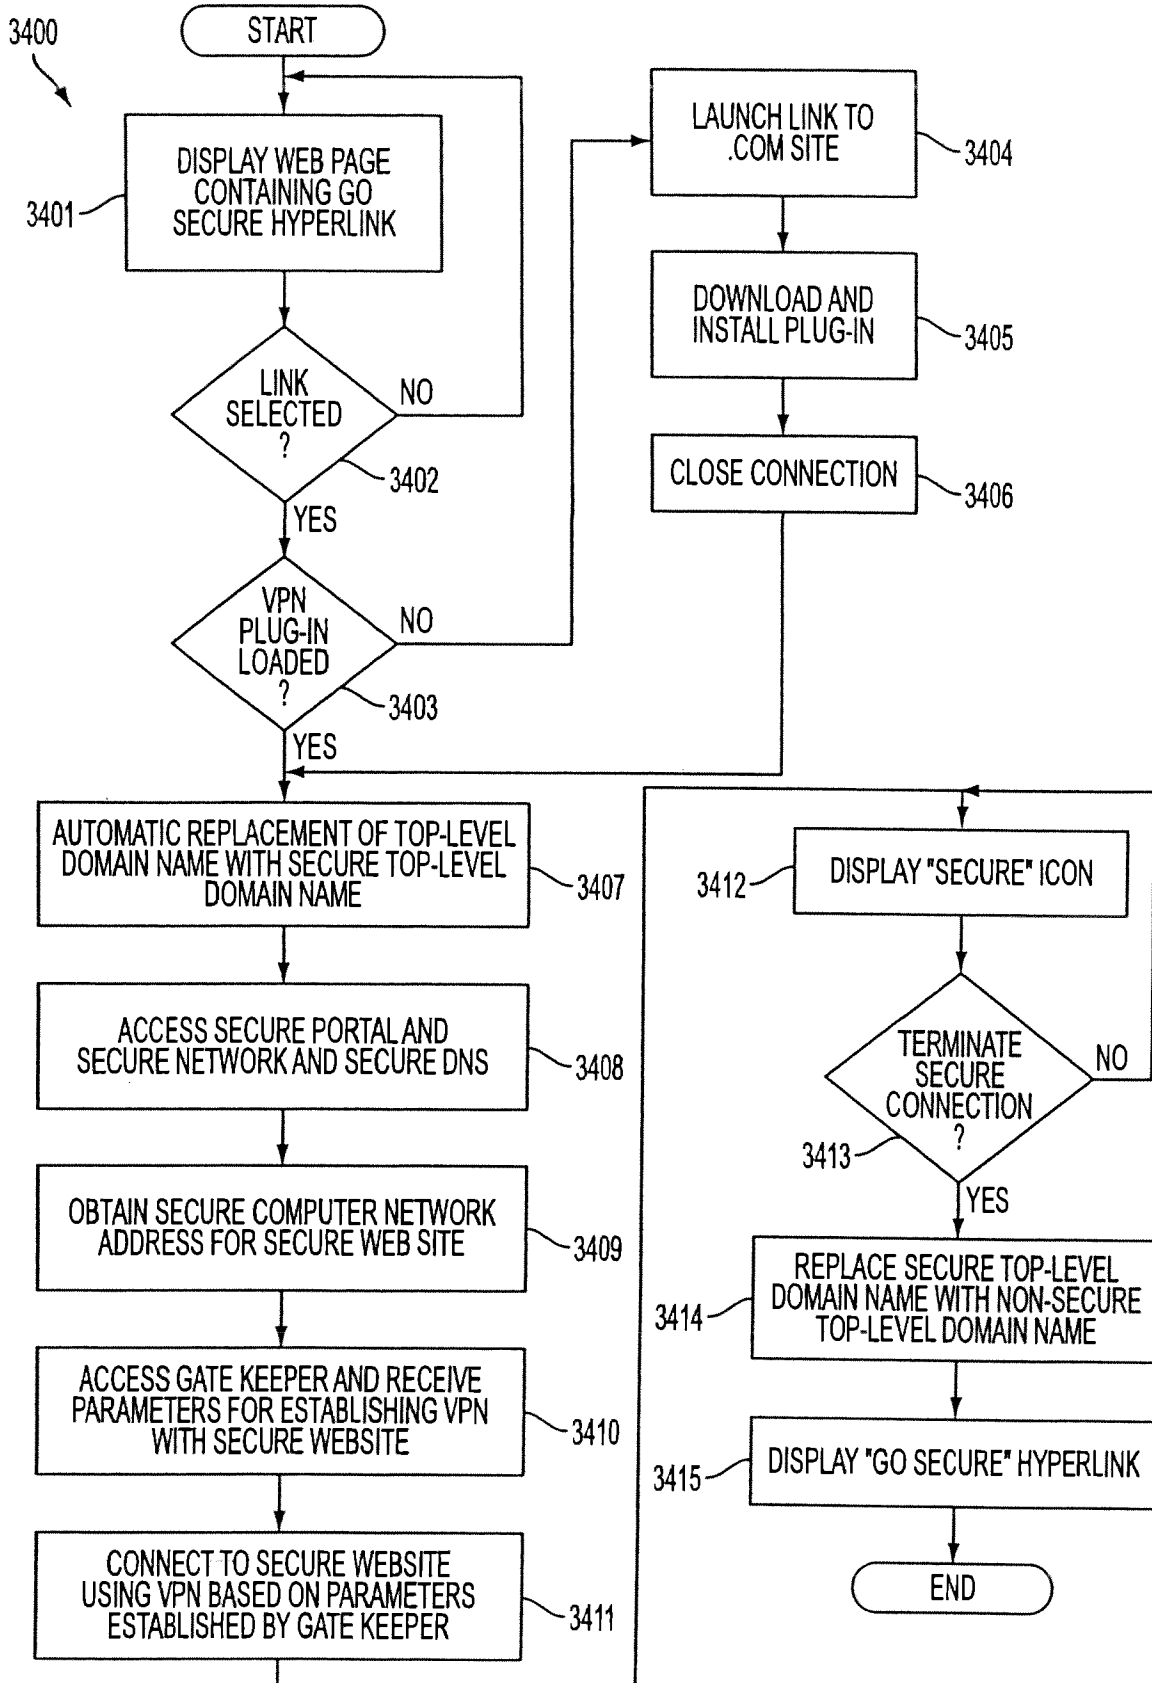 3400
START
DISPLAY WEB PAGE
CONTAINING GO
SECURE HYPERLINK
3401
LINK
SELECTED
?
NO
3402
YES
VPN
PLUG-IN
LOADED
?
NO
3403
YES
LAUNCH LINK TO
.COM SITE
3404
DOWNLOAD AND
INSTALL PLUG-IN
3405
CLOSE CONNECTION
3406
AUTOMATIC REPLACEMENT OF TOP-LEVEL
DOMAIN NAME WITH SECURE TOP-LEVEL
DOMAIN NAME
3407
ACCESS SECURE PORTAL AND
SECURE NETWORK AND SECURE DNS
3408
OBTAIN SECURE COMPUTER NETWORK
ADDRESS FOR SECURE WEB SITE
3409
ACCESS GATE KEEPER AND RECEIVE
PARAMETERS FOR ESTABLISHING VPN
WITH SECURE WEBSITE
3410
CONNECT TO SECURE WEBSITE
USING VPN BASED ON PARAMETERS
ESTABLISHED BY GATE KEEPER
3411
DISPLAY "SECURE" ICON
3412
TERMINATE
SECURE
CONNECTION
?
NO
3413
YES
REPLACE SECURE TOP-LEVEL
DOMAIN NAME WITH NON-SECURE
TOP-LEVEL DOMAIN NAME
3414
DISPLAY "GO SECURE" HYPERLINK
3415
END